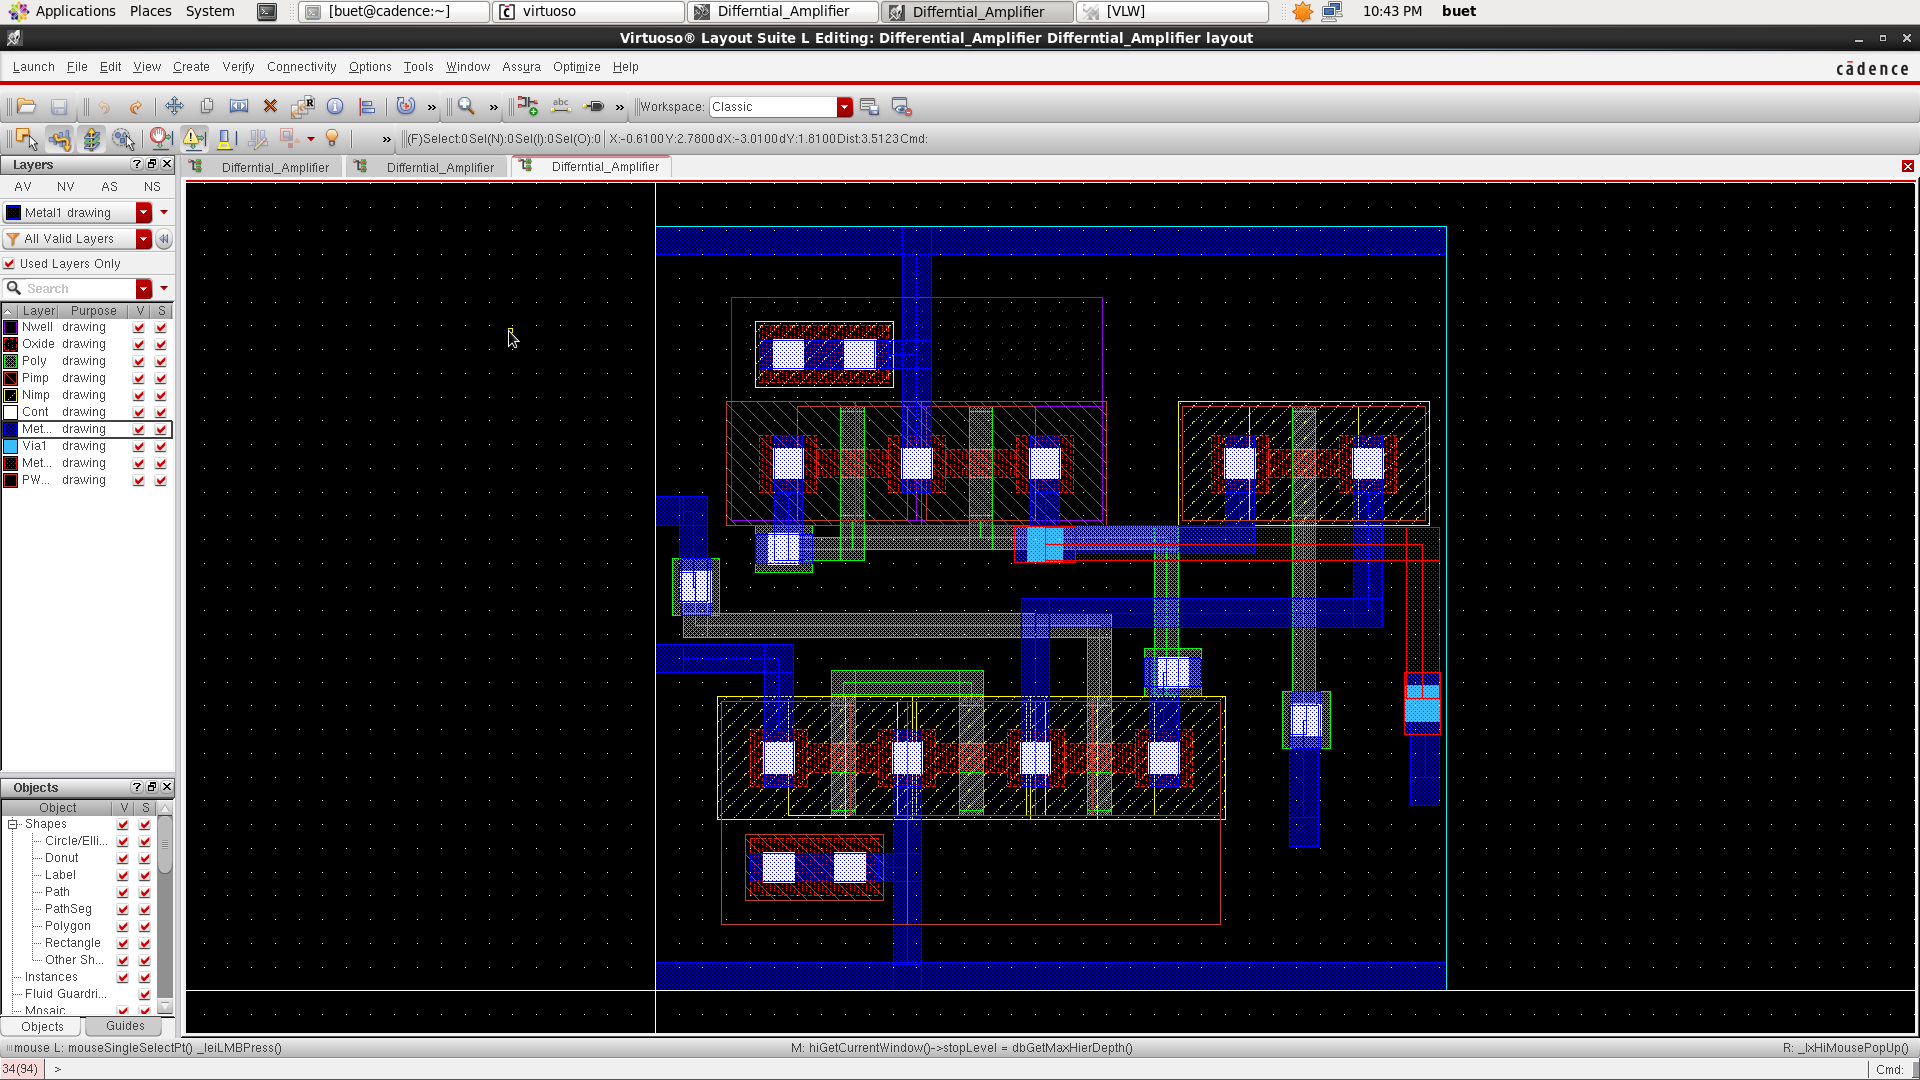 Applications Places System [buet@cadence:~] virtuoso Differntial_Amplifier Differntial_Amplifier [VLW] 10:43 PM buet
Virtuoso® Layout Suite L Editing: Differential_Amplifier Differntial_Amplifier layout
Launch File Edit View Create Verify Connectivity Options Tools Window Assura Optimize Help
cādence
R » » abc » Workspace: Classic
» (F)Select:0 Sel(N):0 Sel(I):0 Sel(O):0 X:-0.6100 Y:2.7800 dX:-3.0100 dY:1.8100 Dist:3.5123 Cmd:
Layers ? Differntial_Amplifier Differntial_Amplifier Differntial_Amplifier
AV NV AS NS
Metal1 drawing
All Valid Layers
Used Layers Only
Search
Layer Purpose V S
Nwell drawing
Oxide drawing
Poly drawing
Pimp drawing
Nimp drawing
Cont drawing
Met... drawing
Via1 drawing
Met... drawing
PW... drawing
Objects ?
Object V S
Shapes
Circle/Elli...
Donut
Label
Path
PathSeg
Polygon
Rectangle
Other Sh...
Instances
Fluid Guardri...
Mosaic
Objects Guides
mouse L: mouseSingleSelectPt() _leiLMBPress() M: hiGetCurrentWindow()->stopLevel = dbGetMaxHierDepth() R: _lxHiMousePopUp()
34(94) > Cmd: